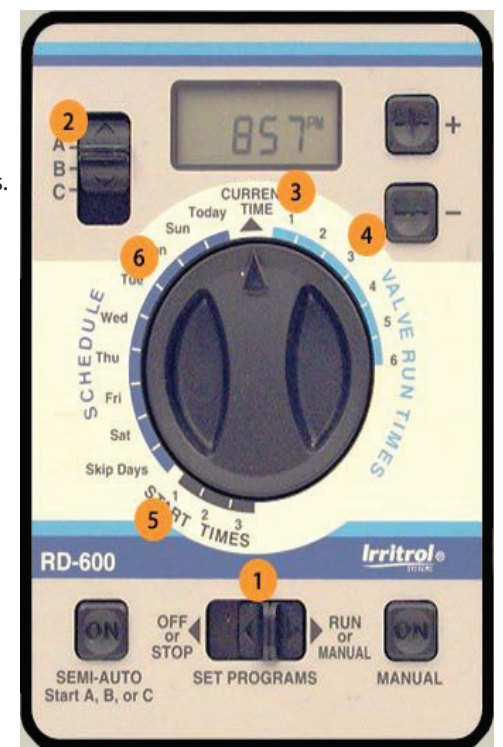 s.
857 PM
2
A
B
C
+
−
CURREN
TIME
3
4
1
2
3
4
5
6
VALVE RUN TIMES
Today
Sun
6
Tue
Wed
Thu
Fri
Sat
Skip Days
SCHEDULE
5
1
2
3
START TIMES
RD-600
Irritrol®
SYSTEMS
1
ON
OFF
or
STOP
RUN
or
MANUAL
ON
SEMI-AUTO
Start A, B, or C
SET PROGRAMS
MANUAL